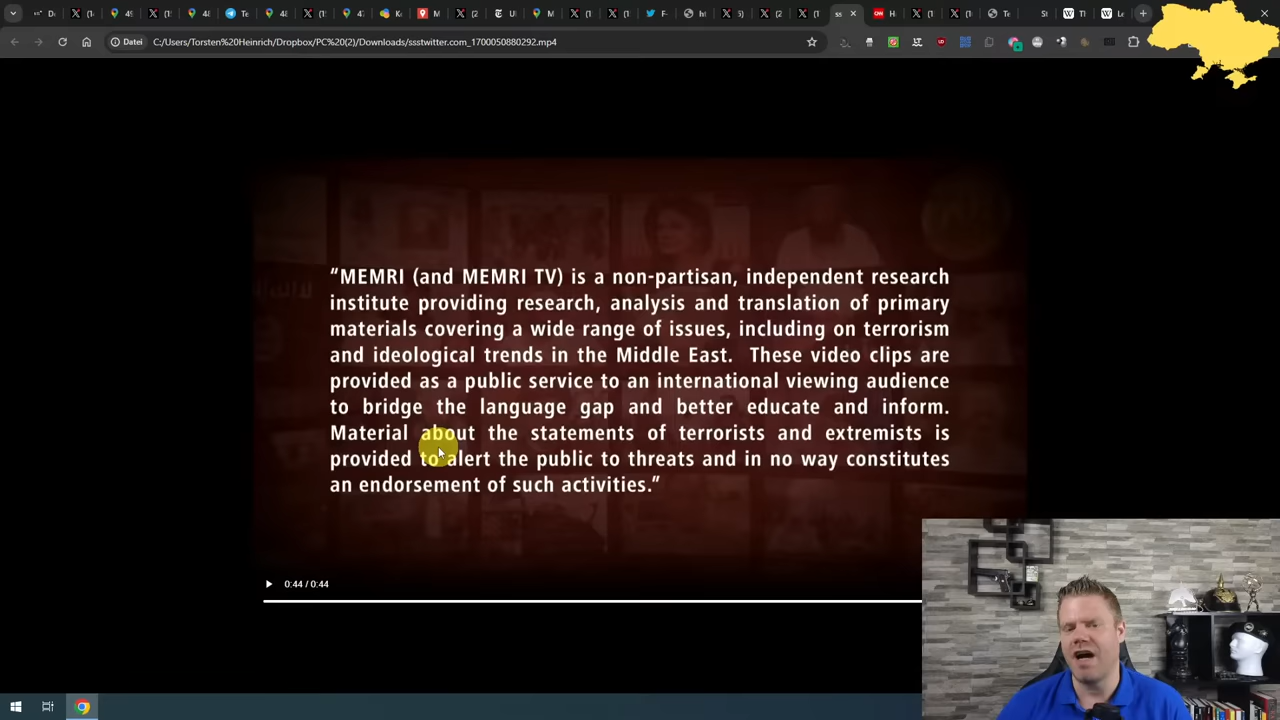 Datei
C:/Users/Torsten%20Heinrich/Dropbox/PC%20(2)/Downloads/ssstwitter.com_1700050880292.mp4
“MEMRI (and MEMRI TV) is a non-partisan, independent research
institute providing research, analysis and translation of primary
materials covering a wide range of issues, including on terrorism
and ideological trends in the Middle East. These video clips are
provided as a public service to an international viewing audience
to bridge the language gap and better educate and inform.
Material about the statements of terrorists and extremists is
provided to alert the public to threats and in no way constitutes
an endorsement of such activities.”
0:44 / 0:44